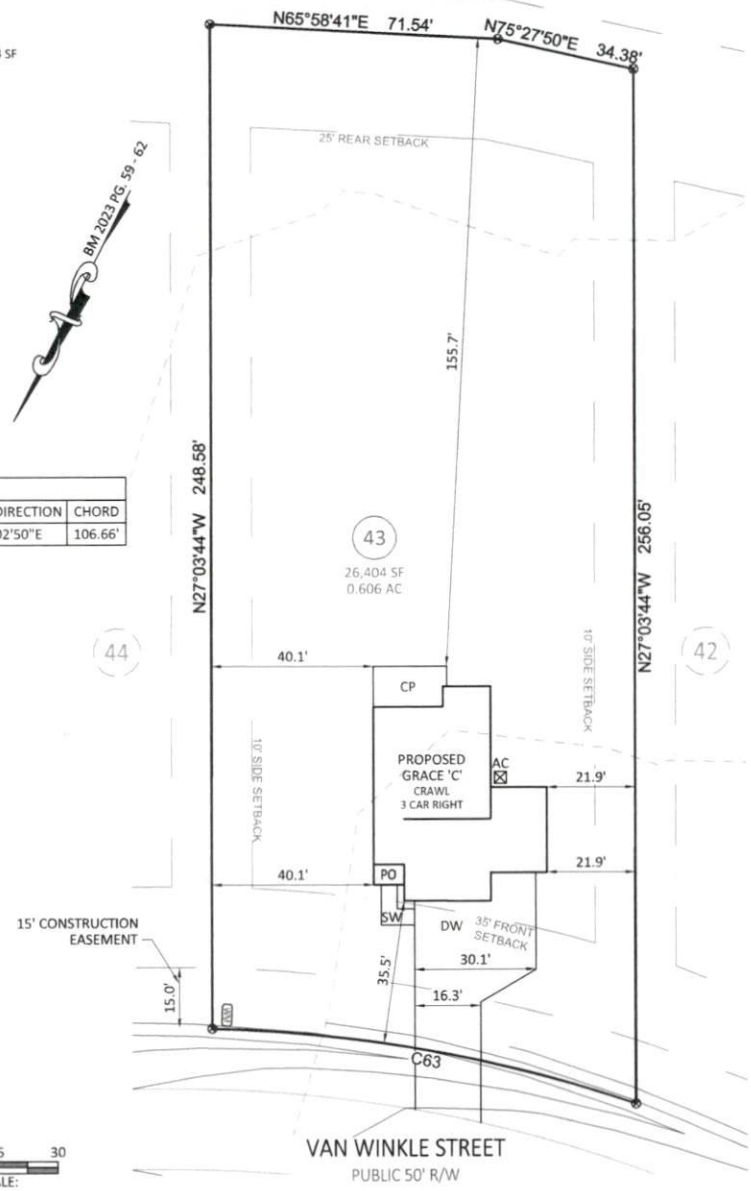 N65°58'41"E 71.54'
N75°27'50"E 34.38'
SF
25' REAR SETBACK
BM 2023 PG. 59 - 62
155.7'
N27°03'44"W 248.58'
DIRECTION CHORD
02'50"E 106.66'
43
26,404 SF
0.606 AC
N27°03'44"W 256.05'
44
42
40.1'
CP
10' SIDE SETBACK
PROPOSED
GRACE 'C'
CRAWL
3 CAR RIGHT
AC
21.9'
10' SIDE SETBACK
40.1'
PO
21.9'
SW
DW
35' FRONT
SETBACK
15' CONSTRUCTION
EASEMENT
30.1'
35.5'
15.0'
16.3'
WM
C63
VAN WINKLE STREET
PUBLIC 50' R/W
30